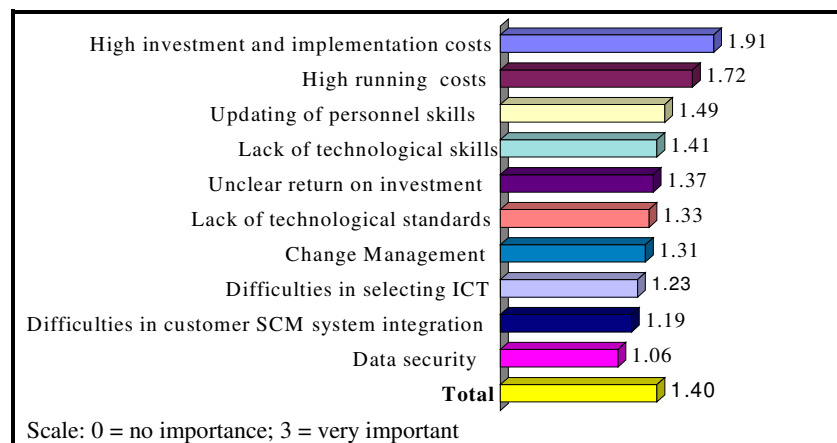 High investment and implementation costs 1.91
High running costs 1.72
Updating of personnel skills 1.49
Lack of technological skills 1.41
Unclear return on investment 1.37
Lack of technological standards 1.33
Change Management 1.31
Difficulties in selecting ICT 1.23
Difficulties in customer SCM system integration 1.19
Data security 1.06
Total 1.40
Scale: 0 = no importance; 3 = very important